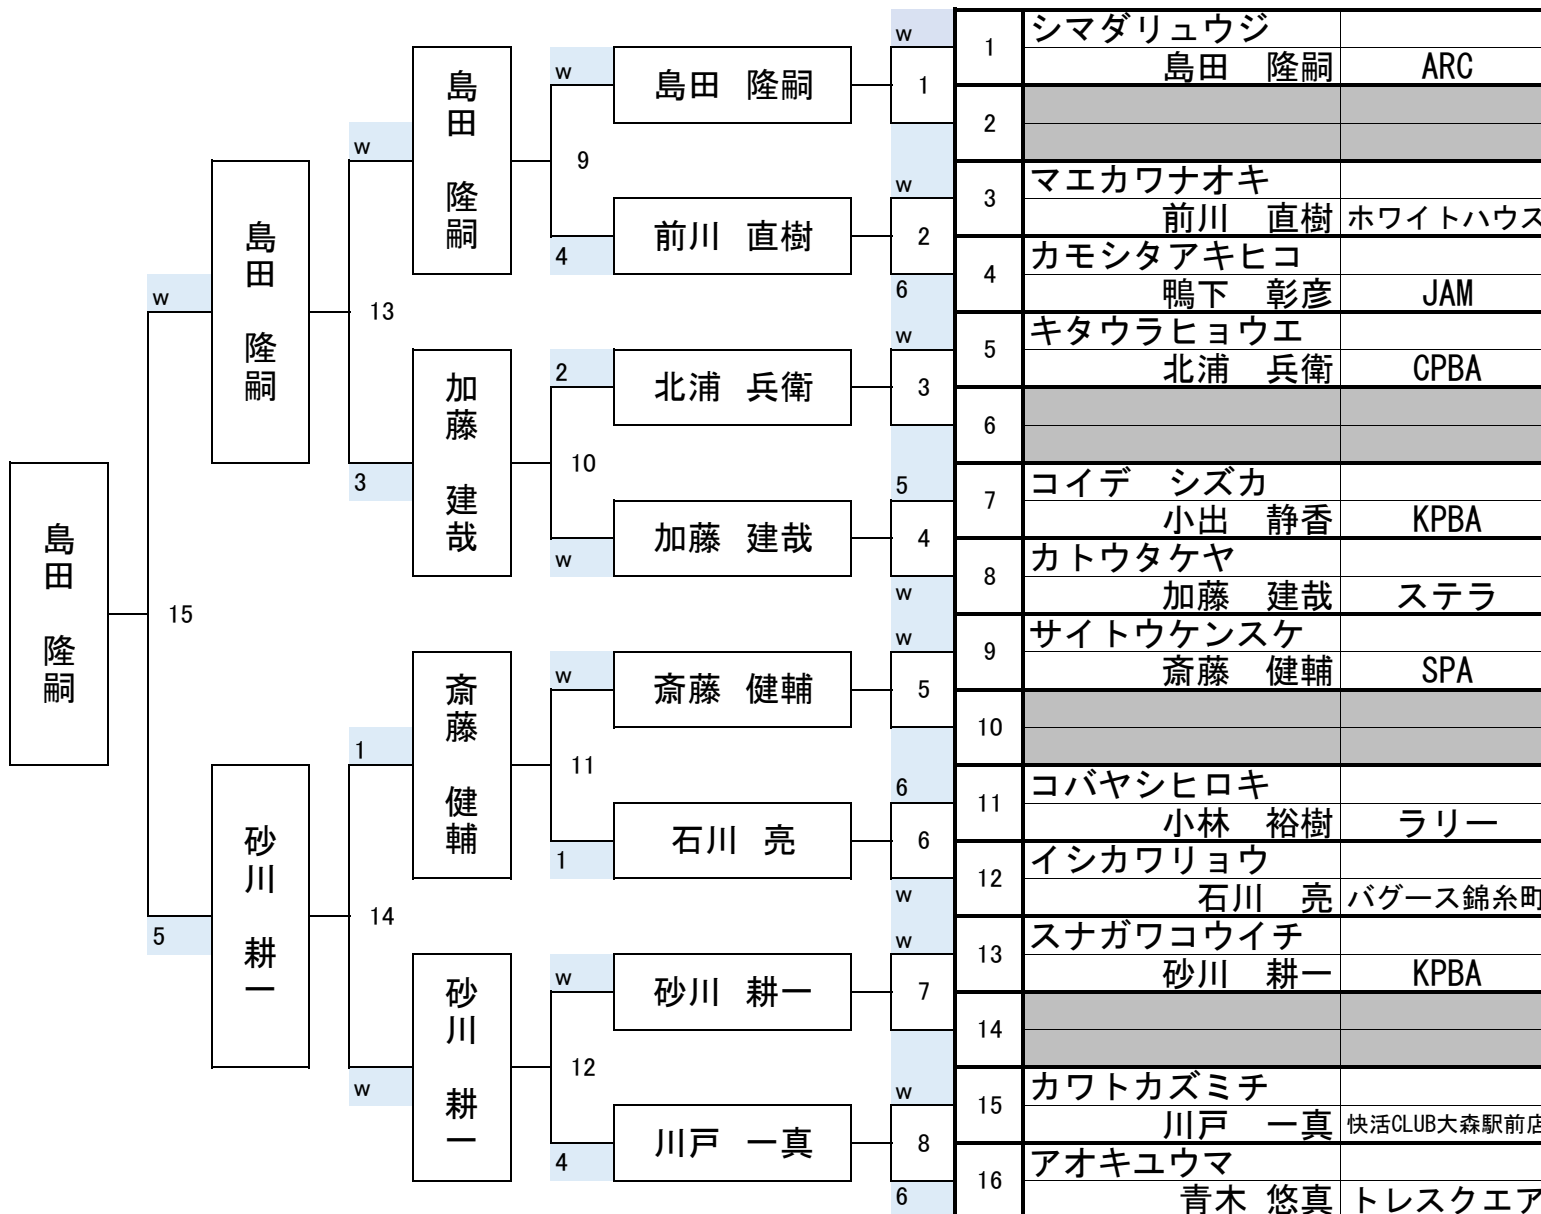 w
1
シマダリュウジ
島田 隆嗣 ARC
島田 隆嗣
w
島田 隆嗣
1
2
w
9
w
3
マエカワナオキ
前川 直樹 ホワイトハウス
4
前川 直樹
2
島田 隆嗣
6
4
カモシタアキヒコ
鴨下 彰彦 JAM
w
13
w
5
キタウラヒョウエ
北浦 兵衛 CPBA
加藤 建哉
2
北浦 兵衛
3
6
3
10
5
7
コイデ シズカ
小出 静香 KPBA
w
加藤 建哉
4
島田 隆嗣
15
w
8
カトウタケヤ
加藤 建哉 ステラ
w
9
サイトウケンスケ
斎藤 健輔 SPA
斎藤 健輔
w
斎藤 健輔
5
10
1
11
6
11
コバヤシヒロキ
小林 裕樹 ラリー
1
石川 亮
6
砂川 耕一
w
12
イシカワリョウ
石川 亮 バグース錦糸町
5
14
w
13
スナガワコウイチ
砂川 耕一 KPBA
砂川 耕一
w
砂川 耕一
7
14
w
12
w
15
カワトカズミチ
川戸 一真 快活CLUB大森駅前店
4
川戸 一真
8
6
16
アオキユウマ
青木 悠真 トレスクエア